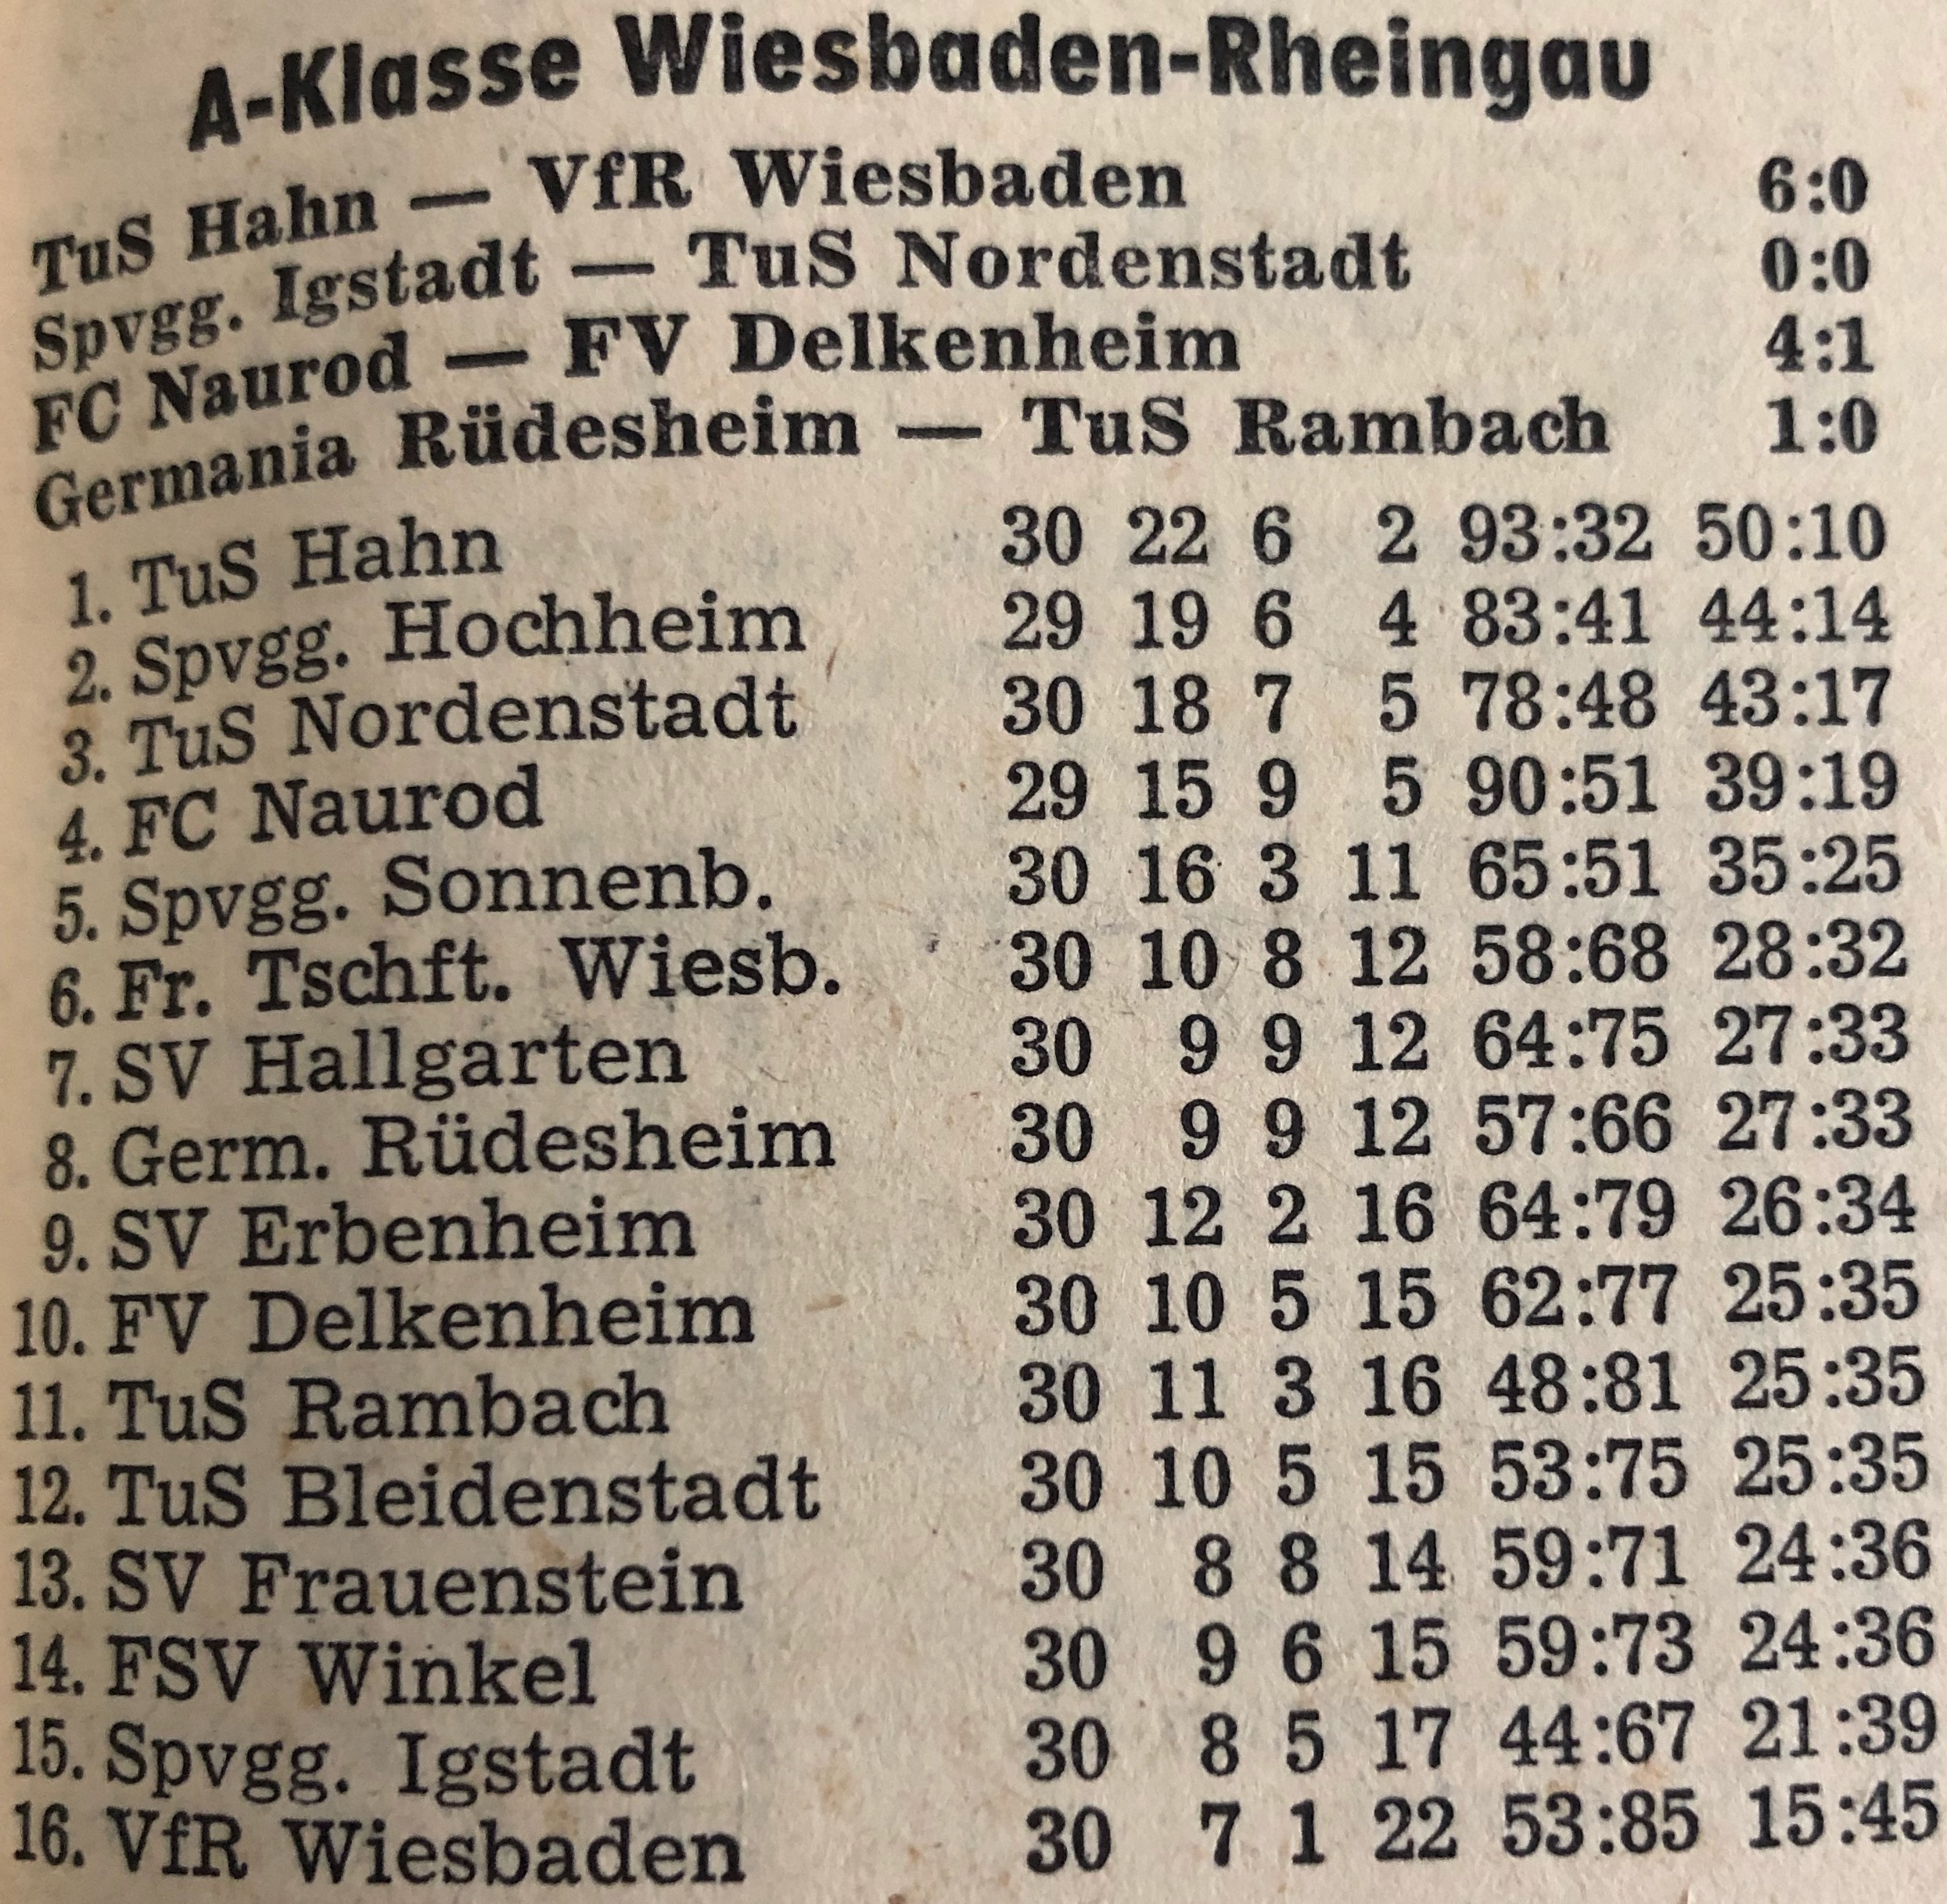 A-Klasse Wiesbaden-Rheingau
TuS Hahn — VfR Wiesbaden 6:0
Spvgg. Igstadt — TuS Nordenstadt 0:0
FC Naurod — FV Delkenheim 4:1
Germania Rüdesheim — TuS Rambach 1:0
1. TuS Hahn 30 22 6 2 93:32 50:10
2. Spvgg. Hochheim 29 19 6 4 83:41 44:14
3. TuS Nordenstadt 30 18 7 5 78:48 43:17
4. FC Naurod 29 15 9 5 90:51 39:19
5. Spvgg. Sonnenb. 30 16 3 11 65:51 35:25
6. Fr. Tschft. Wiesb. 30 10 8 12 58:68 28:32
7. SV Hallgarten 30 9 9 12 64:75 27:33
8. Germ. Rüdesheim 30 9 9 12 57:66 27:33
9. SV Erbenheim 30 12 2 16 64:79 26:34
10. FV Delkenheim 30 10 5 15 62:77 25:35
11. TuS Rambach 30 11 3 16 48:81 25:35
12. TuS Bleidenstadt 30 10 5 15 53:75 25:35
13. SV Frauenstein 30 8 8 14 59:71 24:36
14. FSV Winkel 30 9 6 15 59:73 24:36
15. Spvgg. Igstadt 30 8 5 17 44:67 21:39
16. VfR Wiesbaden 30 7 1 22 53:85 15:45